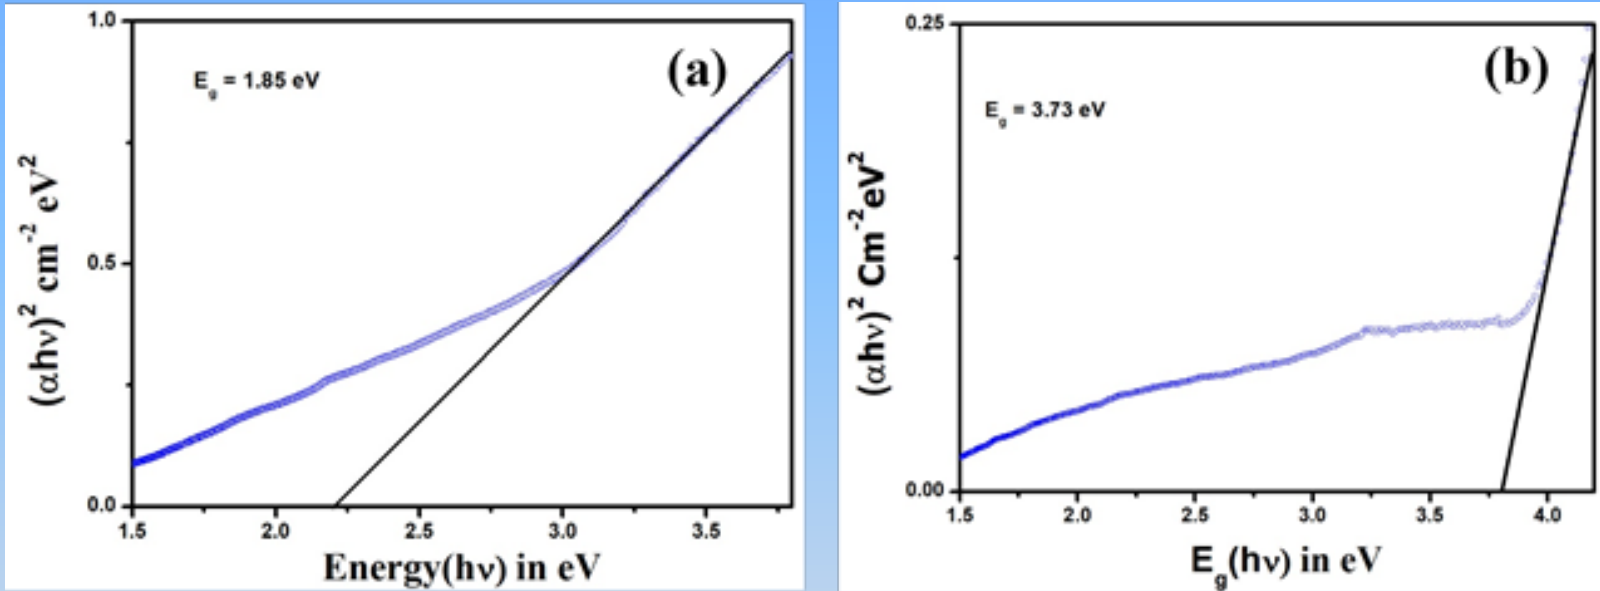 (a)
E_g = 1.85 eV
(αhν)² cm⁻² eV²
1.0
0.5
0.0
1.5 2.0 2.5 3.0 3.5
Energy(hν) in eV
(b)
E_g = 3.73 eV
(αhν)² Cm⁻²eV²
0.25
0.00
1.5 2.0 2.5 3.0 3.5 4.0
E_g(hν) in eV